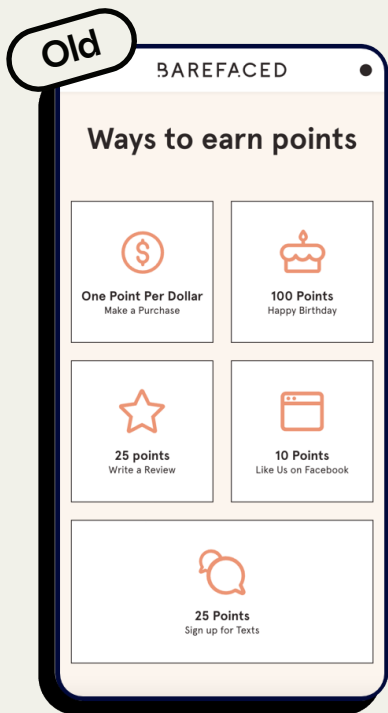 Old
BAREFACED
Ways to earn points
One Point Per Dollar
Make a Purchase
100 Points
Happy Birthday
25 points
Write a Review
10 Points
Like Us on Facebook
25 Points
Sign up for Texts